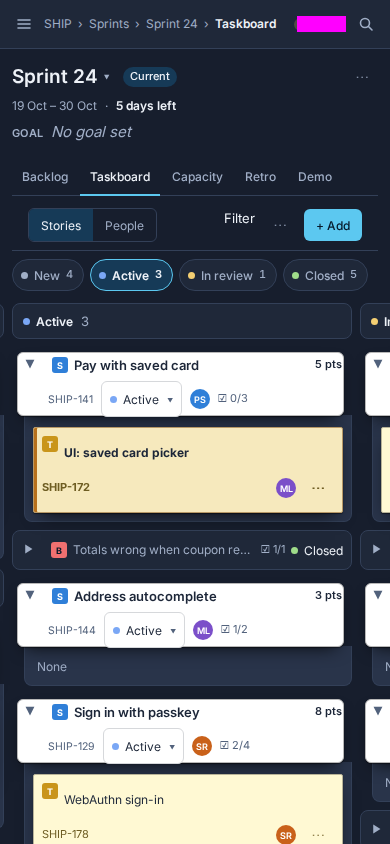 SHIP › Sprints › Sprint 24 › Taskboard
Sprint 24 ▾ Current ...
19 Oct – 30 Oct · 5 days left
GOAL No goal set
Backlog Taskboard Capacity Retro Demo
Stories People Filter ... + Add
New 4 Active 3 In review 1 Closed 5
Active 3
S Pay with saved card 5 pts
SHIP-141 Active ▾ PS ☑ 0/3
T UI: saved card picker
SHIP-172 ML ...
B Totals wrong when coupon re... ☑ 1/1 Closed
S Address autocomplete 3 pts
SHIP-144 Active ▾ ML ☑ 1/2
None
S Sign in with passkey 8 pts
SHIP-129 Active ▾ SR ☑ 2/4
T WebAuthn sign-in
SHIP-178 SR ...